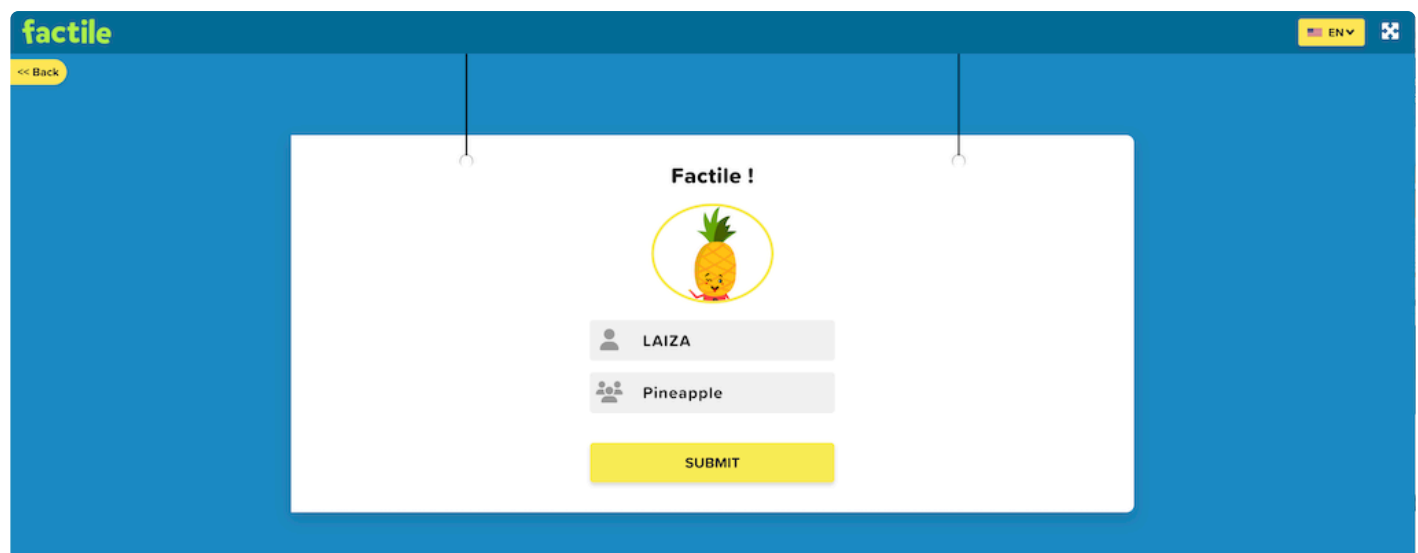 factile
EN
<< Back
Factile !
LAIZA
Pineapple
SUBMIT